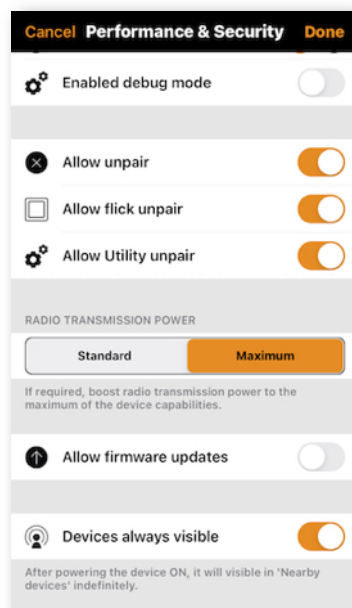 Cancel Performance & Security Done
Enabled debug mode
Allow unpair
Allow flick unpair
Allow Utility unpair
RADIO TRANSMISSION POWER
Standard Maximum
If required, boost radio transmission power to the
maximum of the device capabilities.
Allow firmware updates
Devices always visible
After powering the device ON, it will visible in 'Nearby
devices' indefinitely.